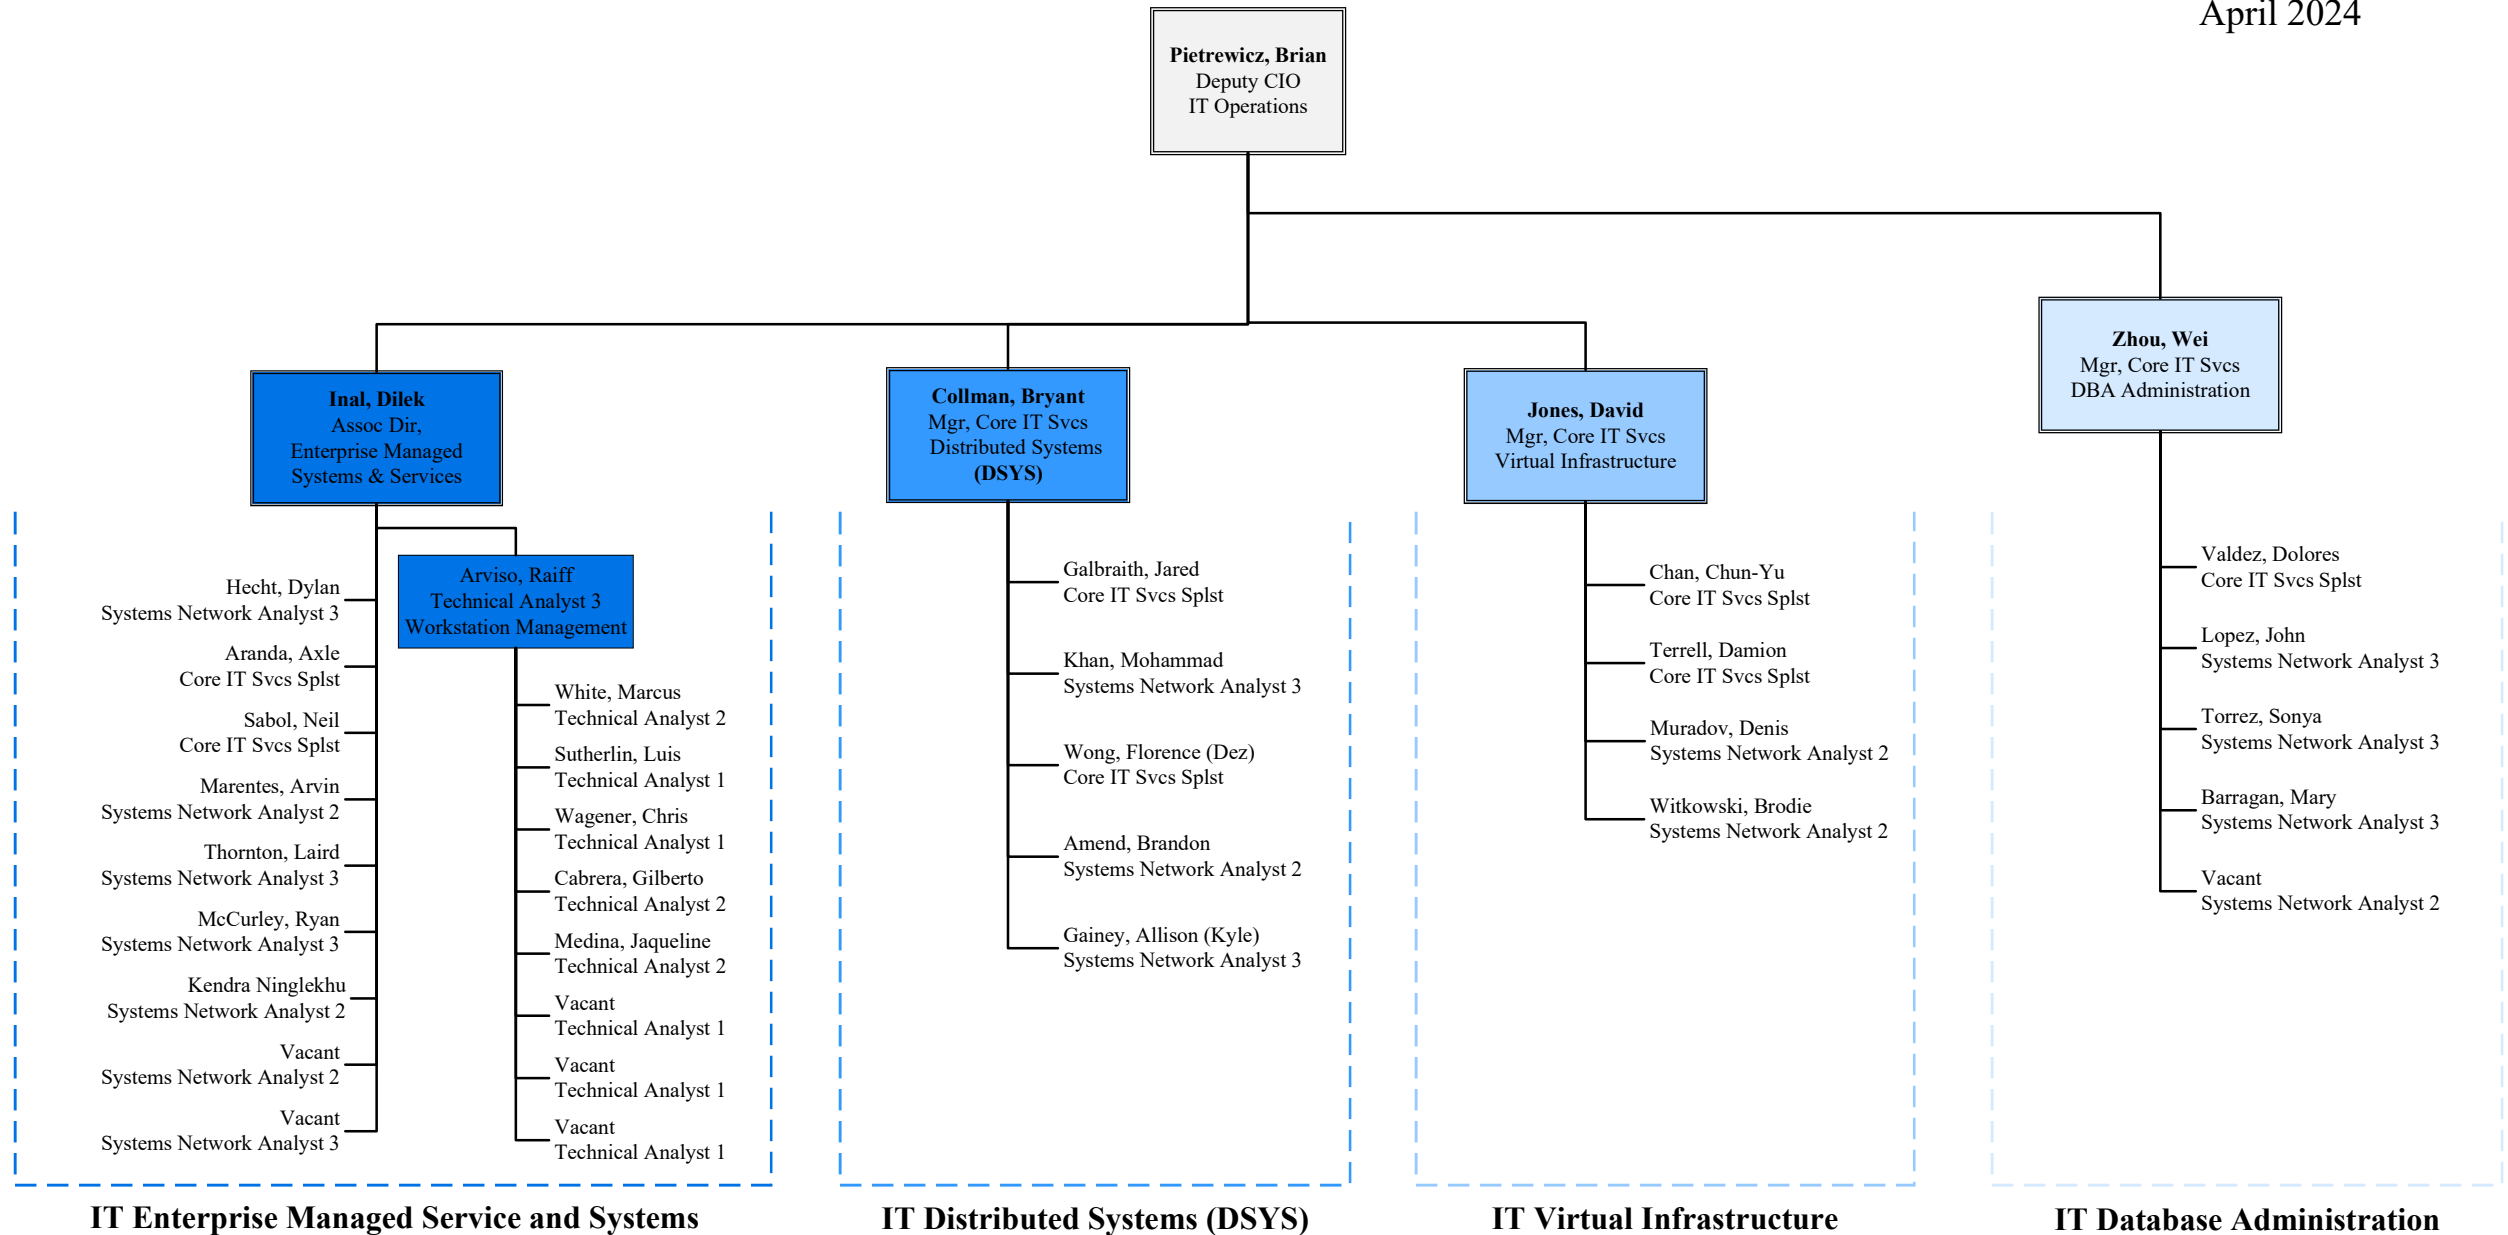 April 2024
Pietrewicz, Brian
Deputy CIO
IT Operations
Inal, Dilek
Assoc Dir,
Enterprise Managed
Systems & Services
Collman, Bryant
Mgr, Core IT Svcs
Distributed Systems
(DSYS)
Jones, David
Mgr, Core IT Svcs
Virtual Infrastructure
Zhou, Wei
Mgr, Core IT Svcs
DBA Administration
Hecht, Dylan
Systems Network Analyst 3
Aranda, Axle
Core IT Svcs Splst
Sabol, Neil
Core IT Svcs Splst
Marentes, Arvin
Systems Network Analyst 2
Thornton, Laird
Systems Network Analyst 3
McCurley, Ryan
Systems Network Analyst 3
Kendra Ninglekhu
Systems Network Analyst 2
Vacant
Systems Network Analyst 2
Vacant
Systems Network Analyst 3
Arviso, Raiff
Technical Analyst 3
Workstation Management
White, Marcus
Technical Analyst 2
Sutherlin, Luis
Technical Analyst 1
Wagener, Chris
Technical Analyst 1
Cabrera, Gilberto
Technical Analyst 2
Medina, Jaqueline
Technical Analyst 2
Vacant
Technical Analyst 1
Vacant
Technical Analyst 1
Vacant
Technical Analyst 1
Galbraith, Jared
Core IT Svcs Splst
Khan, Mohammad
Systems Network Analyst 3
Wong, Florence (Dez)
Core IT Svcs Splst
Amend, Brandon
Systems Network Analyst 2
Gainey, Allison (Kyle)
Systems Network Analyst 3
Chan, Chun-Yu
Core IT Svcs Splst
Terrell, Damion
Core IT Svcs Splst
Muradov, Denis
Systems Network Analyst 2
Witkowski, Brodie
Systems Network Analyst 2
Valdez, Dolores
Core IT Svcs Splst
Lopez, John
Systems Network Analyst 3
Torrez, Sonya
Systems Network Analyst 3
Barragan, Mary
Systems Network Analyst 3
Vacant
Systems Network Analyst 2
IT Enterprise Managed Service and Systems
IT Distributed Systems (DSYS)
IT Virtual Infrastructure
IT Database Administration